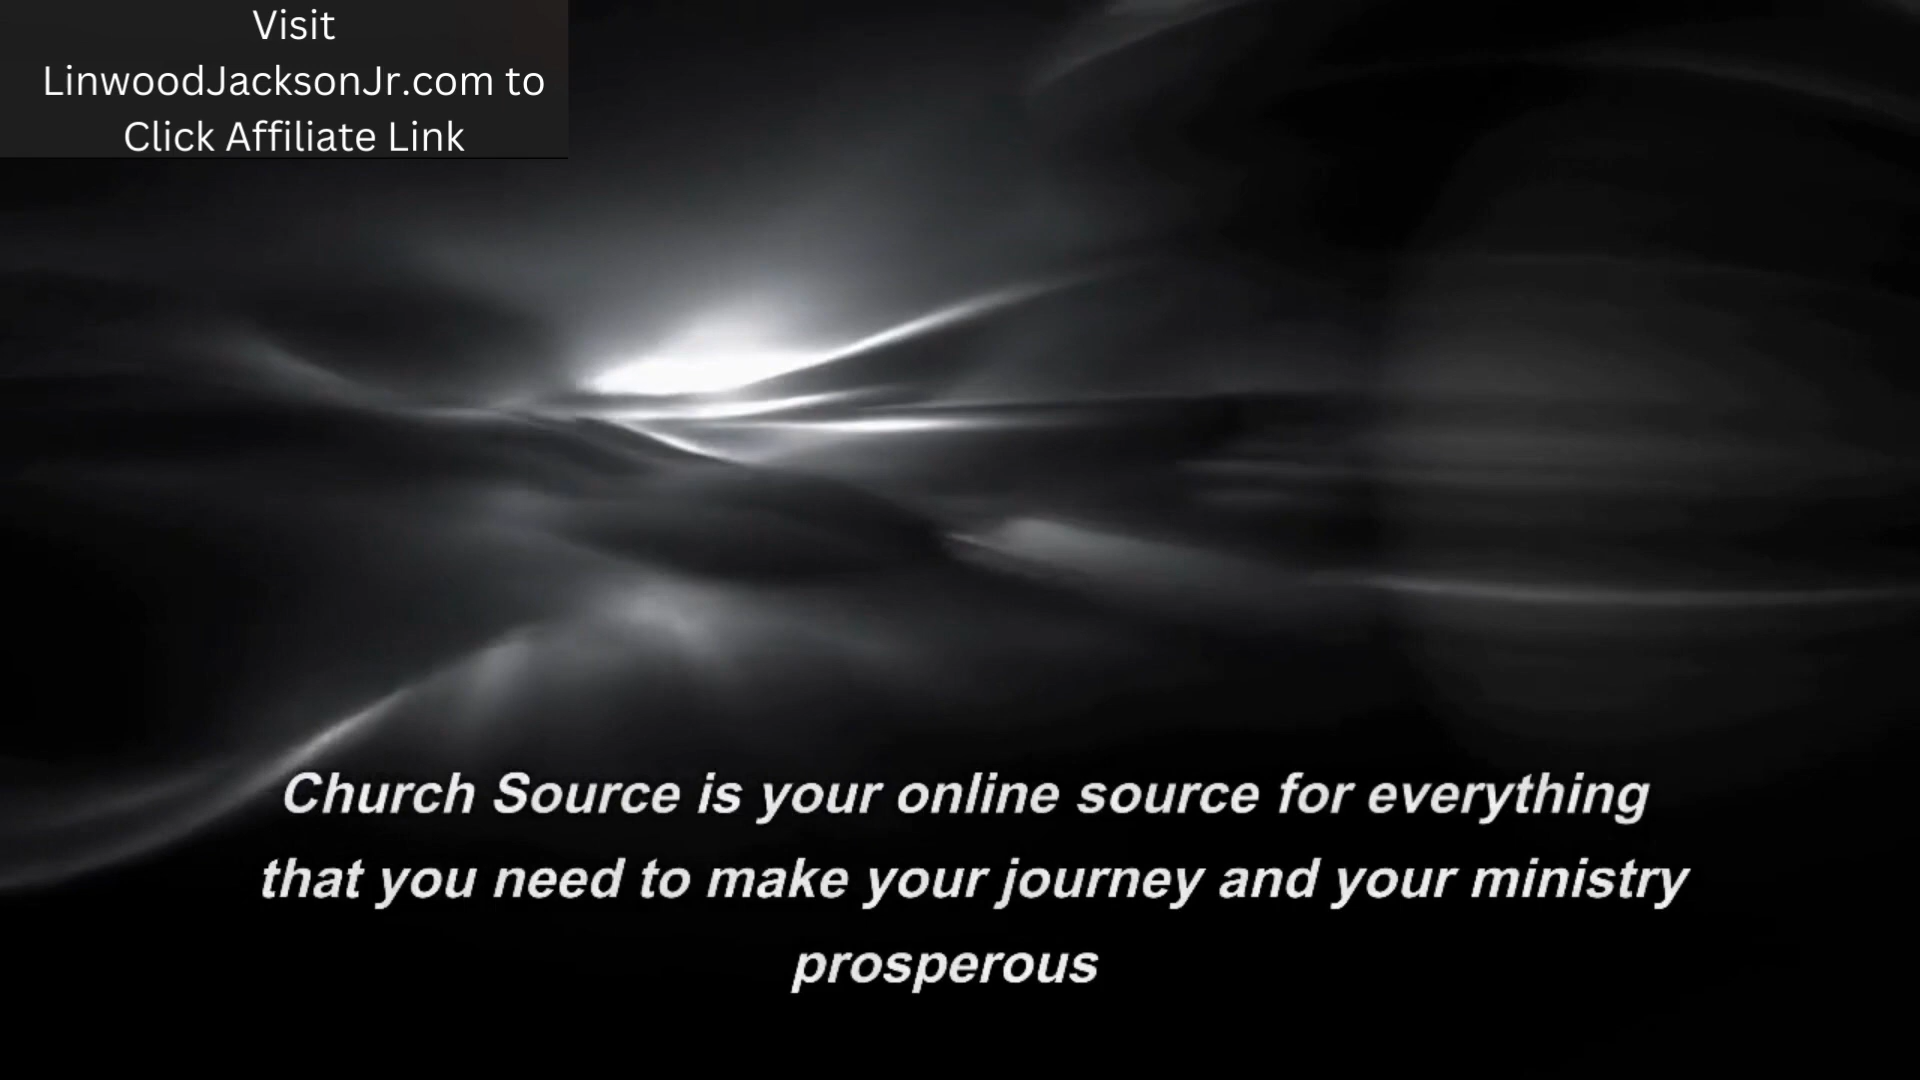 Visit
LinwoodJacksonJr.com to
Click Affiliate Link
Church Source is your online source for everything
that you need to make your journey and your ministry
prosperous